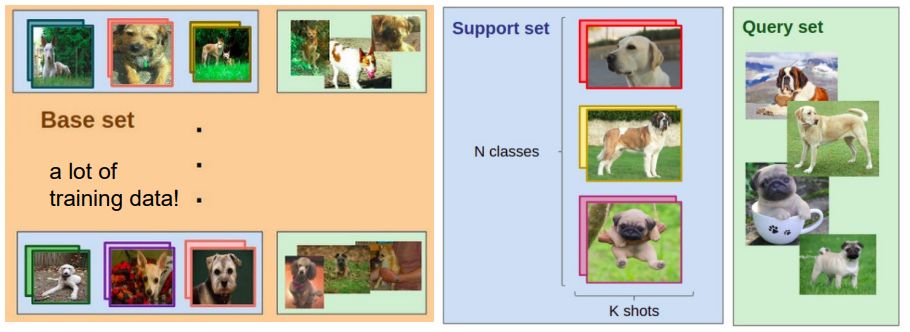 Base set
a lot of
training data!
Support set
N classes
K shots
Query set